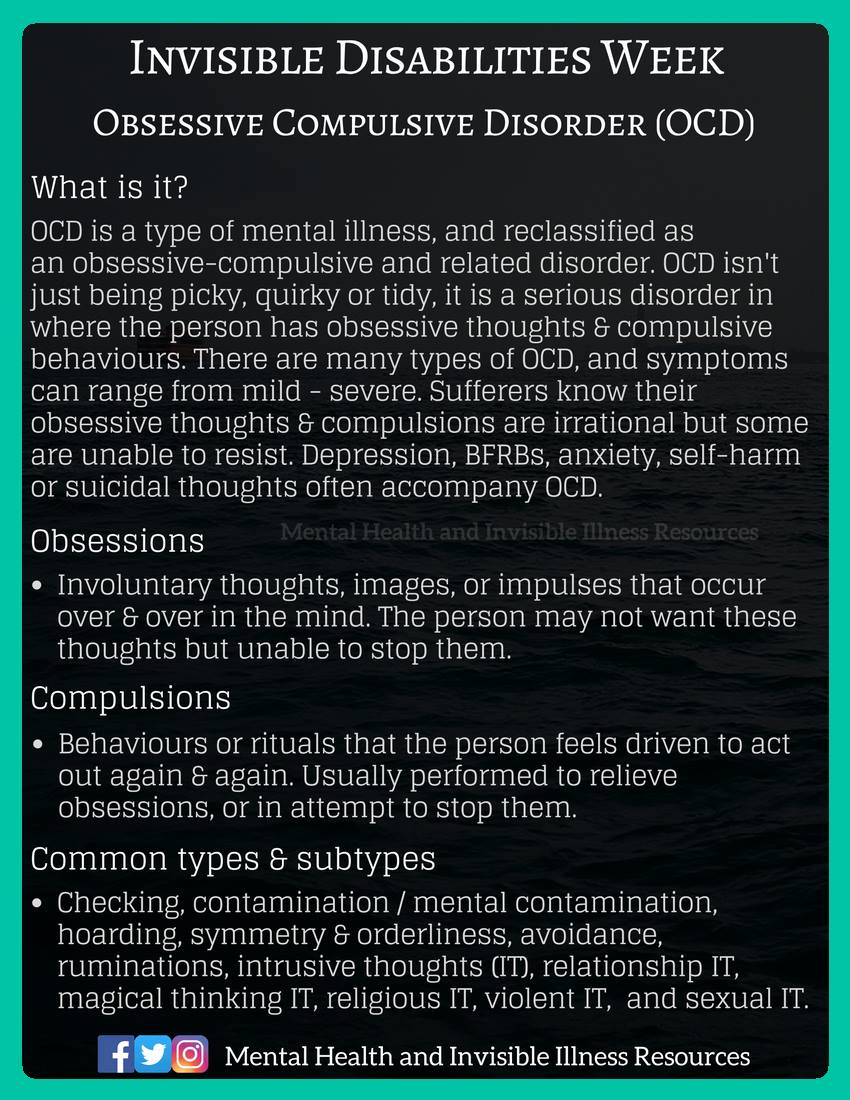 Invisible Disabilities Week
Obsessive Compulsive Disorder (OCD)
What is it?
OCD is a type of mental illness, and reclassified as
an obsessive-compulsive and related disorder. OCD isn't
just being picky, quirky or tidy, it is a serious disorder in
where the person has obsessive thoughts & compulsive
behaviours. There are many types of OCD, and symptoms
can range from mild - severe. Sufferers know their
obsessive thoughts & compulsions are irrational but some
are unable to resist. Depression, BFRBs, anxiety, self-harm
or suicidal thoughts often accompany OCD.
Mental Health and Invisible Illness Resources
Obsessions
• Involuntary thoughts, images, or impulses that occur
over & over in the mind. The person may not want these
thoughts but unable to stop them.
Compulsions
• Behaviours or rituals that the person feels driven to act
out again & again. Usually performed to relieve
obsessions, or in attempt to stop them.
Common types & subtypes
• Checking, contamination / mental contamination,
hoarding, symmetry & orderliness, avoidance,
ruminations, intrusive thoughts (IT), relationship IT,
magical thinking IT, religious IT, violent IT, and sexual IT.
Mental Health and Invisible Illness Resources